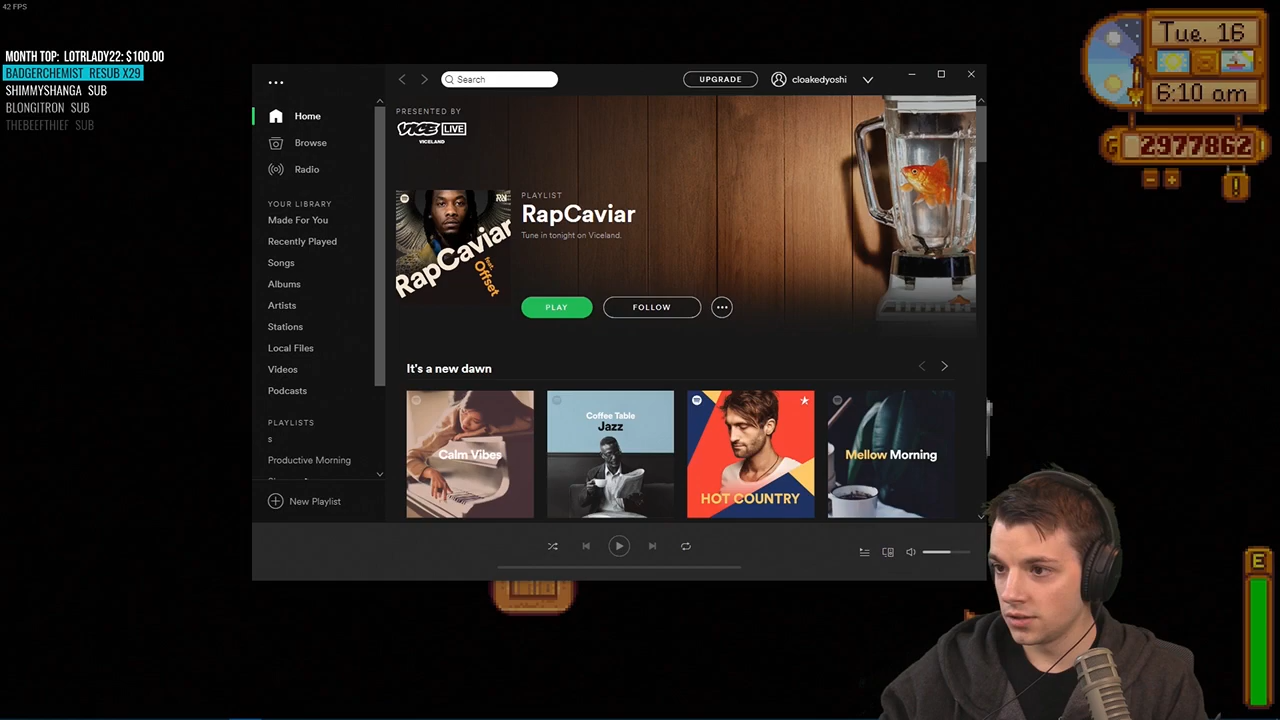 42 FPS
MONTH TOP: LOTRLADY22: $100.00
BADGERCHEMIST RESUB X29
SHIMMYSHANGA SUB
BLONGITRON SUB
THEBEEFTHIEF SUB
Search
UPGRADE
cloakedyoshi
Home
Browse
Radio
YOUR LIBRARY
Made For You
Recently Played
Songs
Albums
Artists
Stations
Local Files
Videos
Podcasts
PLAYLISTS
s
Productive Morning
New Playlist
PRESENTED BY
VICE LIVE
VICELAND
RapCaviar
feat.
Offset
PLAYLIST
RapCaviar
Tune in tonight on Viceland.
PLAY
FOLLOW
It's a new dawn
Calm Vibes
Coffee Table
Jazz
HOT COUNTRY
Mellow Morning
Tue. 16
6:10 am
G 2977862
E